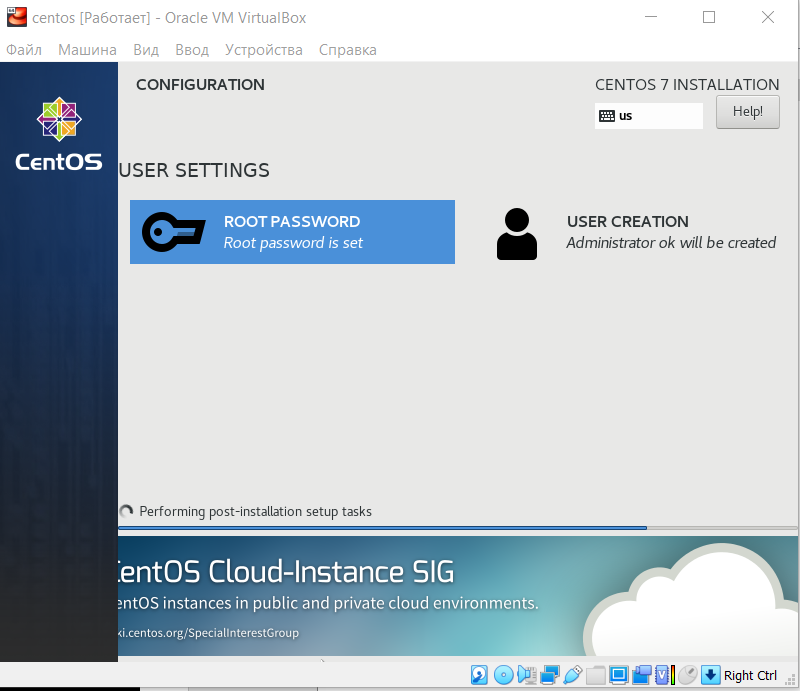 centos [Работает] - Oracle VM VirtualBox
Файл Машина Вид Ввод Устройства Справка
CentOS
CONFIGURATION
CENTOS 7 INSTALLATION
us
Help!
USER SETTINGS
ROOT PASSWORD
Root password is set
USER CREATION
Administrator ok will be created
Performing post-installation setup tasks
CentOS Cloud-Instance SIG
entOS instances in public and private cloud environments.
ki.centos.org/SpecialInterestGroup
Right Ctrl